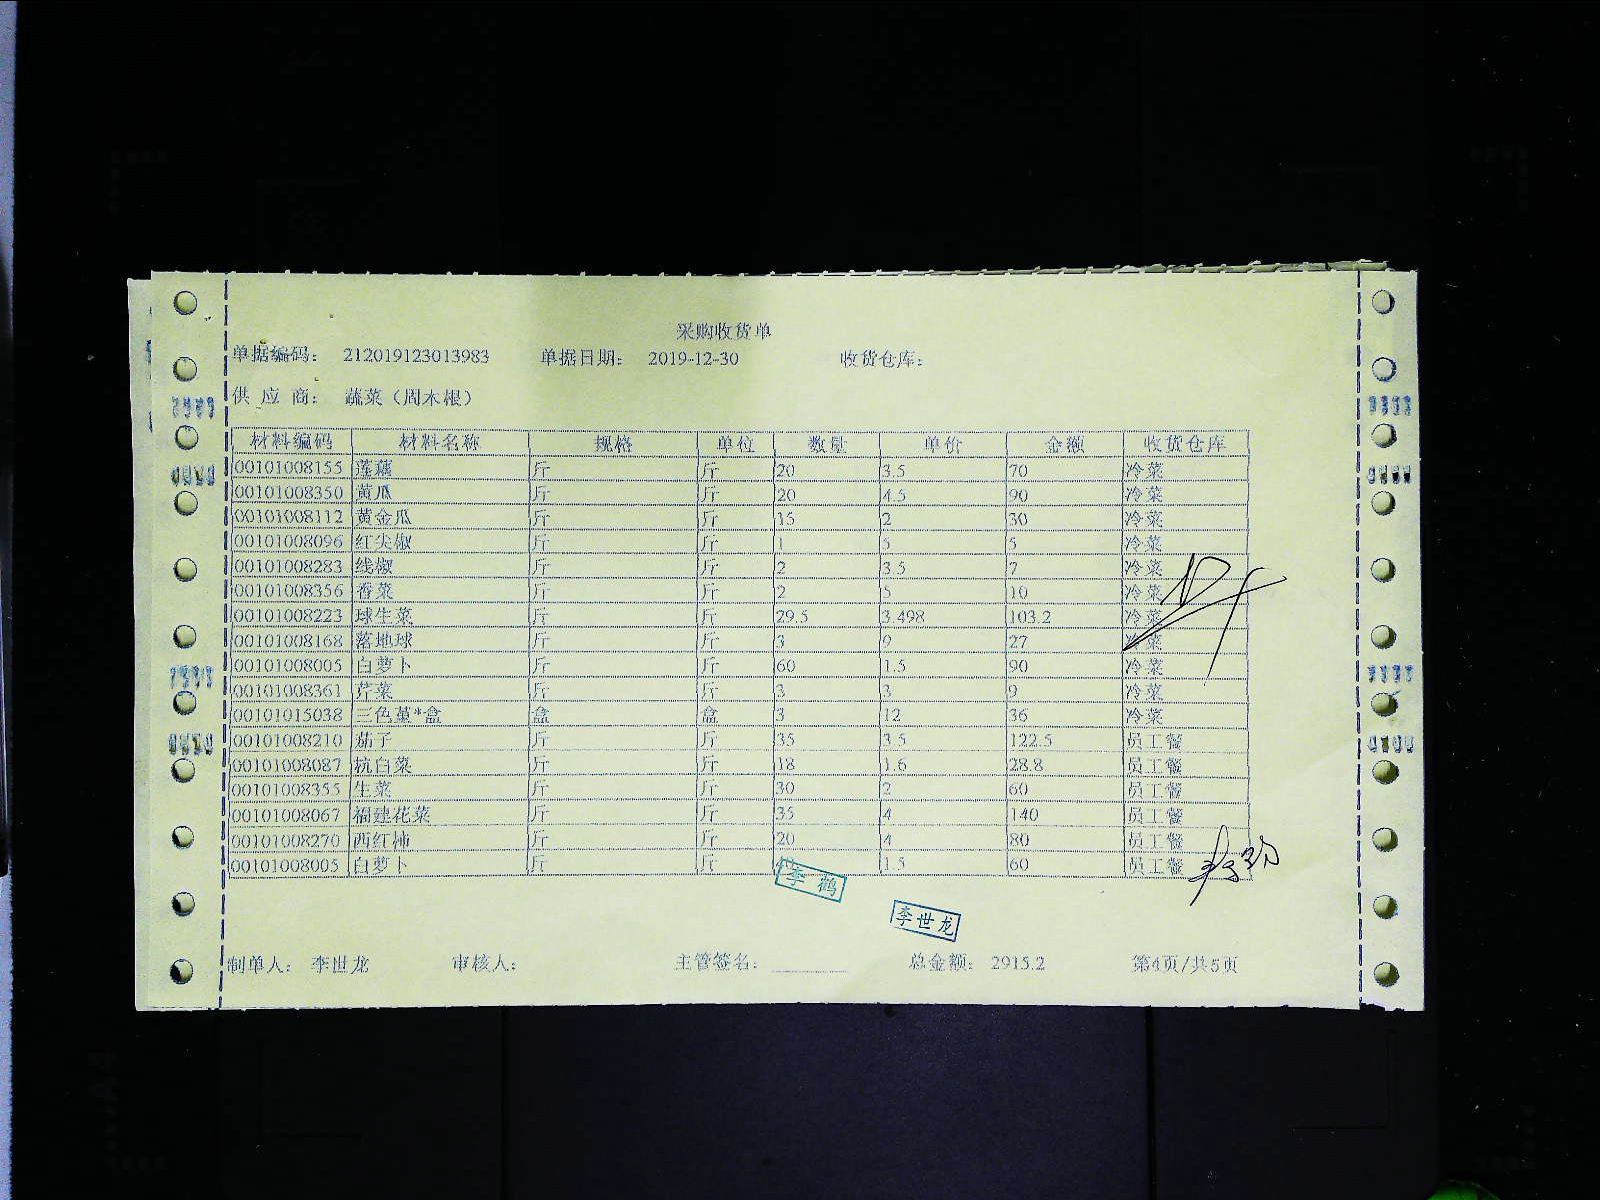 采购收货单
单据编码： 212019123013983 单据日期： 2019-12-30 收货仓库：
供 应 商： 蔬菜（周木根）
材料编码 材料名称 规格 单位 数量 单价 金额 收货仓库
00101008155 莲藕 斤 斤 20 3.5 70 冷菜
00101008350 黄瓜 斤 斤 20 4.5 90 冷菜
00101008112 黄金瓜 斤 斤 15 2 30 冷菜
00101008096 红尖椒 斤 斤 1 5 5 冷菜
00101008283 线椒 斤 斤 2 3.5 7 冷菜
00101008356 香菜 斤 斤 2 5 10 冷菜
00101008223 球生菜 斤 斤 29.5 3.498 103.2 冷菜
00101008168 落地球 斤 斤 3 9 27 冷菜
00101008005 白萝卜 斤 斤 60 1.5 90 冷菜
00101008361 芹菜 斤 斤 3 3 9 冷菜
00101015038 三色堇*盒 盒 盒 3 12 36 冷菜
00101008210 茄子 斤 斤 35 3.5 122.5 员工餐
00101008087 杭白菜 斤 斤 18 1.6 28.8 员工餐
00101008355 生菜 斤 斤 30 2 60 员工餐
00101008067 福建花菜 斤 斤 35 4 140 员工餐
00101008270 西红柿 斤 斤 20 4 80 员工餐
00101008005 白萝卜 斤 斤 1.5 60 员工餐
李鹤
李世龙
制单人： 李世龙 审核人： 主管签名： 总金额： 2915.2 第4页/共5页